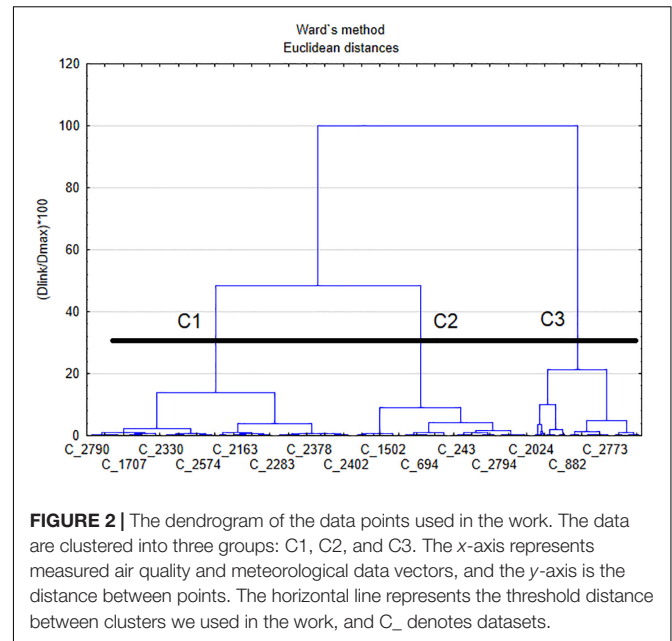 Ward`s method
Euclidean distances
120
100
80
60
40
20
0
(Dlink/Dmax)*100
C1
C2
C3
C_2790 C_2330 C_2163 C_2378 C_1502 C_243 C_2024 C_2773
C_1707 C_2574 C_2283 C_2402 C_694 C_2794 C_882
FIGURE 2 | The dendrogram of the data points used in the work. The data
are clustered into three groups: C1, C2, and C3. The x-axis represents
measured air quality and meteorological data vectors, and the y-axis is the
distance between points. The horizontal line represents the threshold distance
between clusters we used in the work, and C_ denotes datasets.